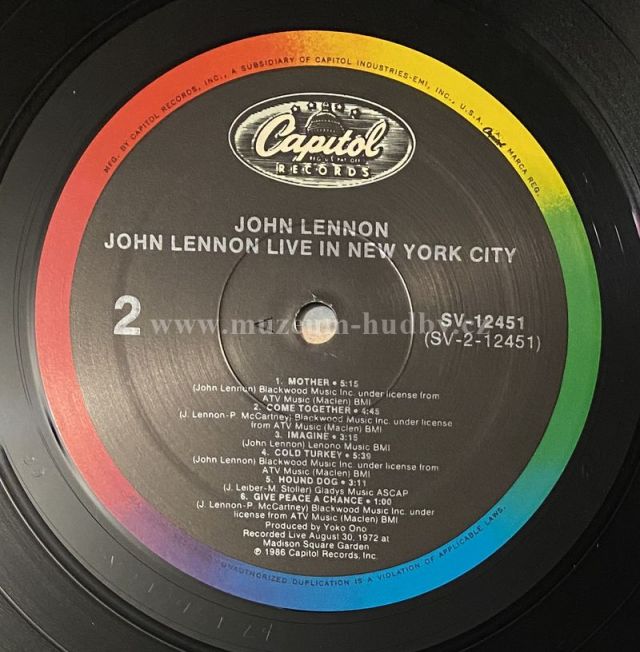 MFG. BY CAPITOL RECORDS, INC., A SUBSIDIARY OF CAPITOL INDUSTRIES-EMI, INC., U.S.A.
Capitol
MARCA REG.
Capitol
RECORDS
JOHN LENNON
JOHN LENNON LIVE IN NEW YORK CITY
2
www.muzeum-hudby.cz
SV-12451
(SV-2-12451)
1. MOTHER • 5:15
(John Lennon) Blackwood Music Inc. under license from
ATV Music (Maclen) BMI
2. COME TOGETHER • 4:45
(J. Lennon-P. McCartney) Blackwood Music Inc. under license
from ATV Music (Maclen) BMI
3. IMAGINE • 3:15
(John Lennon) Lenono Music BMI
4. COLD TURKEY • 5:39
(John Lennon) Blackwood Music Inc. under license from
ATV Music (Maclen) BMI
5. HOUND DOG • 3:11
(J. Leiber-M. Stoller) Gladys Music ASCAP
6. GIVE PEACE A CHANCE • 1:00
(J. Lennon-P. McCartney) Blackwood Music Inc. under
license from ATV Music (Maclen) BMI
Produced by Yoko Ono
Recorded Live August 30, 1972 at
Madison Square Garden
℗ 1986 Capitol Records, Inc.
UNAUTHORIZED DUPLICATION IS A VIOLATION OF APPLICABLE LAWS.